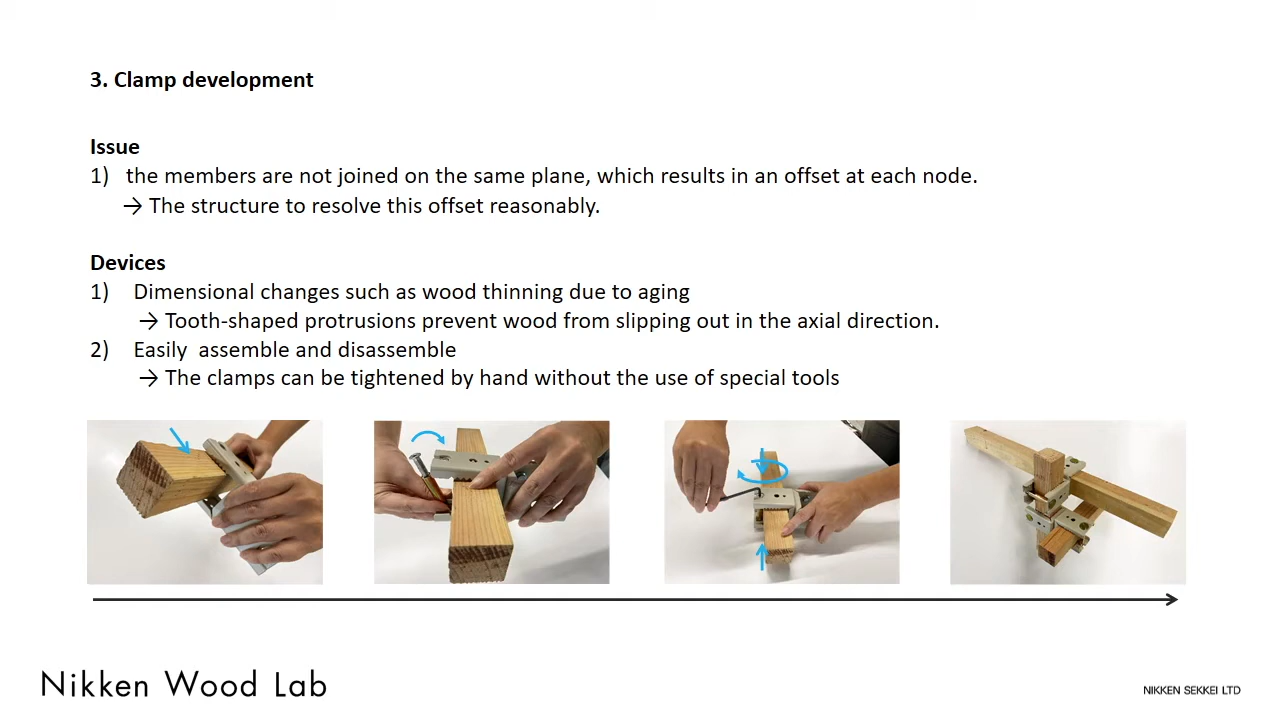 3. Clamp development
Issue
1) the members are not joined on the same plane, which results in an offset at each node.
→ The structure to resolve this offset reasonably.
Devices
1) Dimensional changes such as wood thinning due to aging
→ Tooth-shaped protrusions prevent wood from slipping out in the axial direction.
2) Easily  assemble and disassemble
→ The clamps can be tightened by hand without the use of special tools
Nikken Wood Lab
NIKKEN SEKKEI LTD